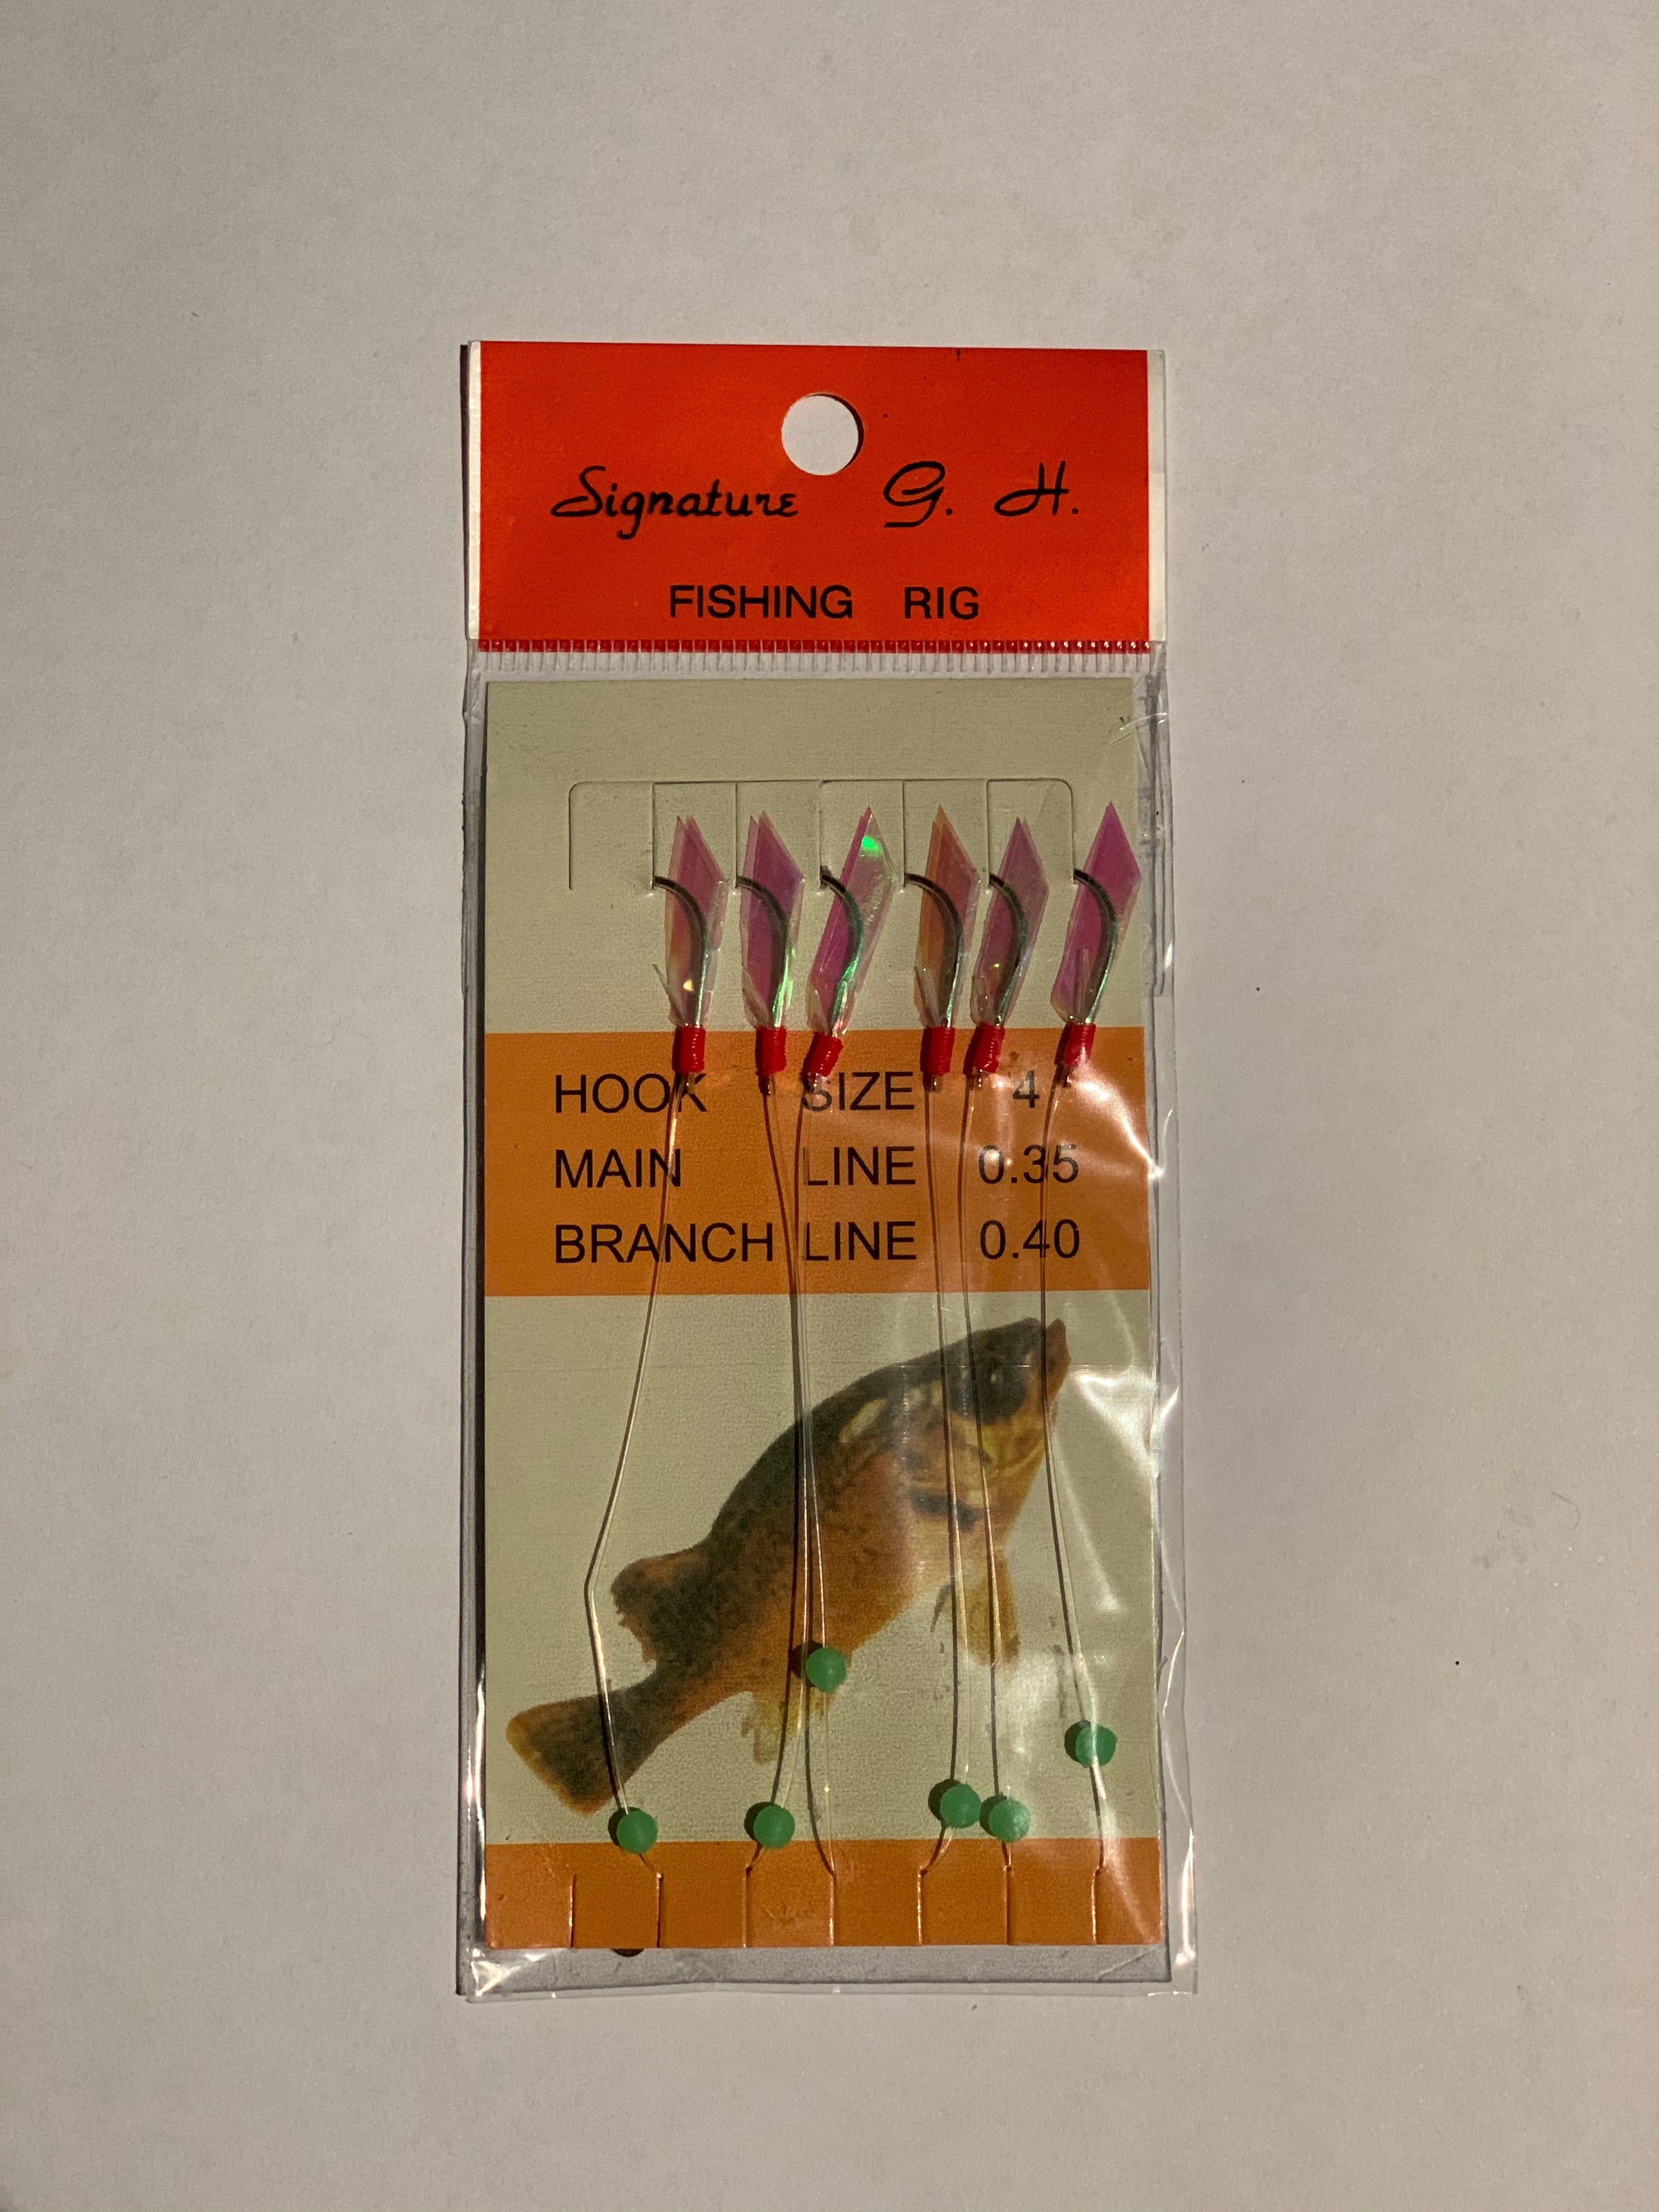 Signature G. H.
FISHING RIG
HOOK SIZE 4
MAIN LINE 0.35
BRANCH LINE 0.40